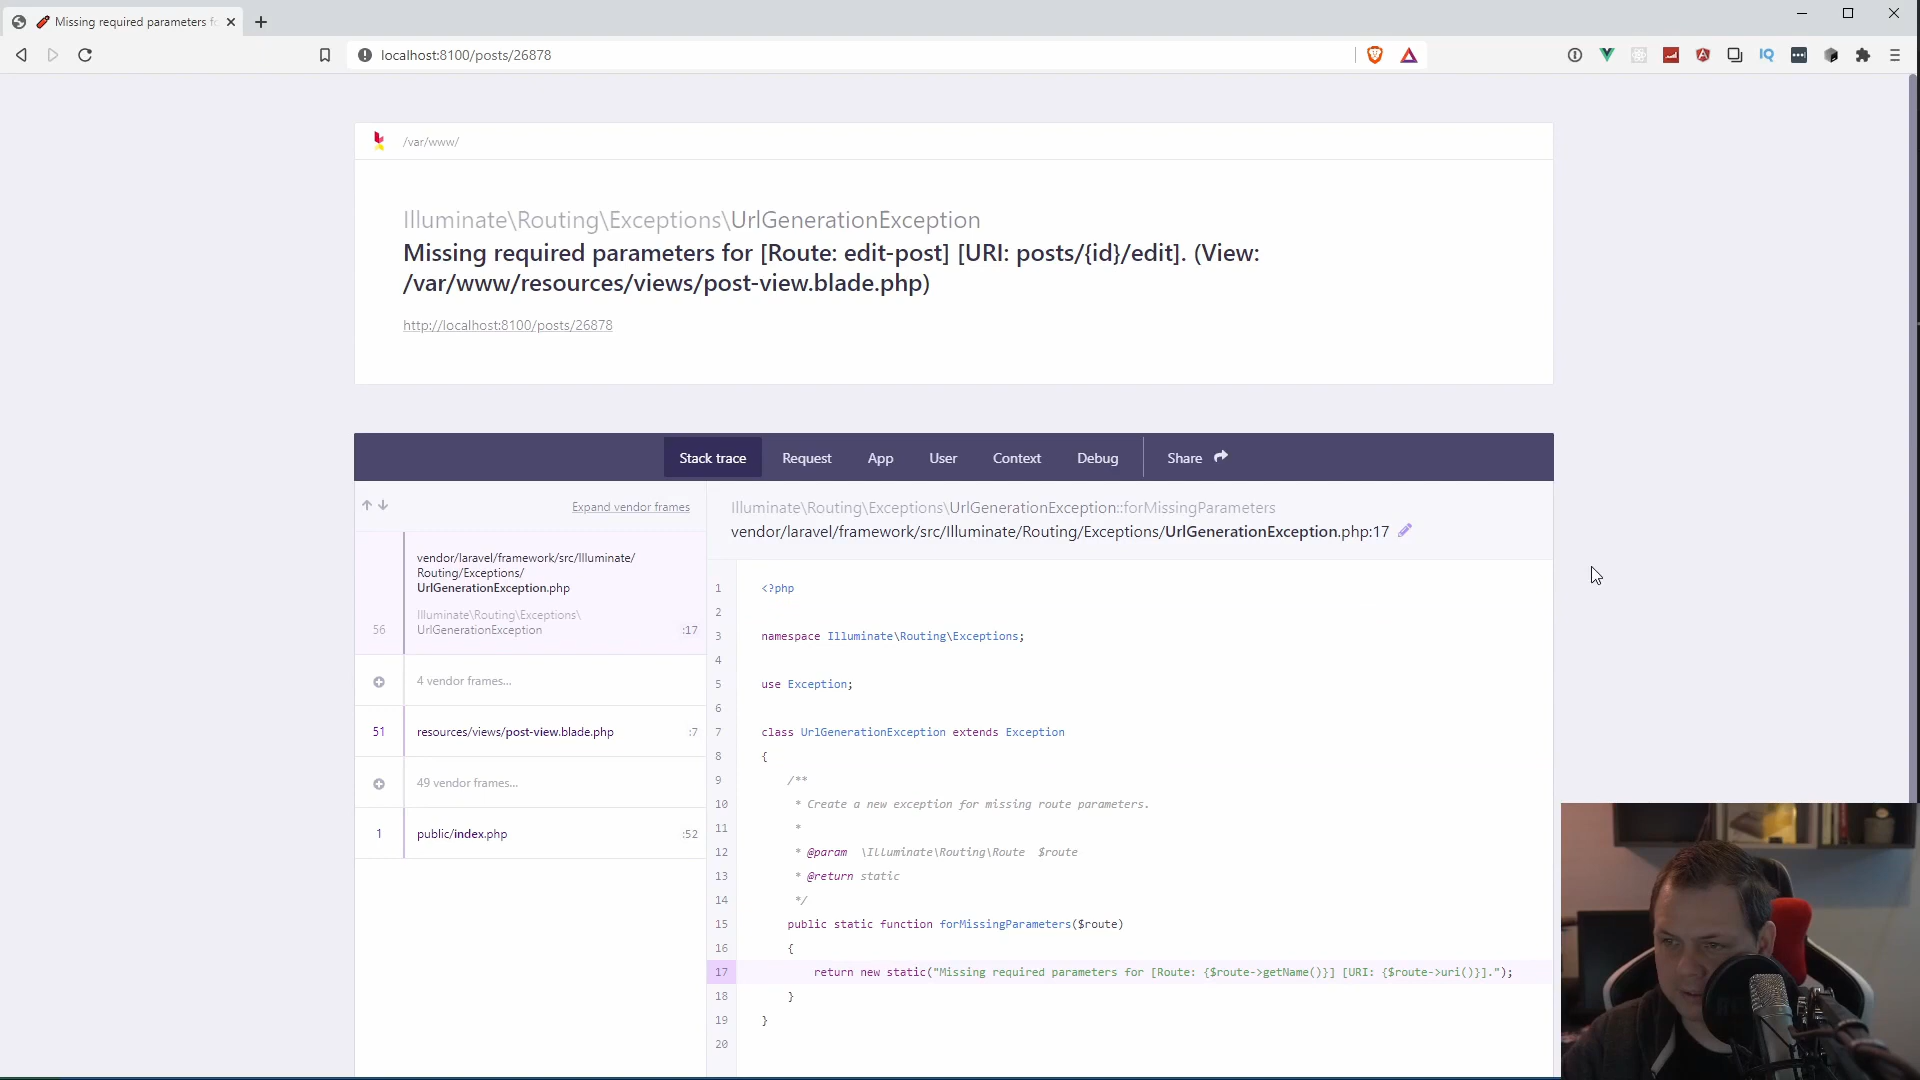 Missing required parameters fo
localhost:8100/posts/26878
/var/www/
Illuminate\Routing\Exceptions\UrlGenerationException
Missing required parameters for [Route: edit-post] [URI: posts/{id}/edit]. (View:
/var/www/resources/views/post-view.blade.php)
http://localhost:8100/posts/26878
Stack trace
Request
App
User
Context
Debug
Share
Expand vendor frames
vendor/laravel/framework/src/Illuminate/
Routing/Exceptions/
UrlGenerationException.php
Illuminate\Routing\Exceptions\
56 UrlGenerationException :17
4 vendor frames...
51 resources/views/post-view.blade.php :7
49 vendor frames...
1 public/index.php :52
Illuminate\Routing\Exceptions\UrlGenerationException::forMissingParameters
vendor/laravel/framework/src/Illuminate/Routing/Exceptions/UrlGenerationException.php:17
1 <?php
2
3 namespace Illuminate\Routing\Exceptions;
4
5 use Exception;
6
7 class UrlGenerationException extends Exception
8 {
9 /**
10 * Create a new exception for missing route parameters.
11 *
12 * @param \Illuminate\Routing\Route $route
13 * @return static
14 */
15 public static function forMissingParameters($route)
16 {
17 return new static("Missing required parameters for [Route: {$route->getName()}] [URI: {$route->uri()}].");
18 }
19 }
20